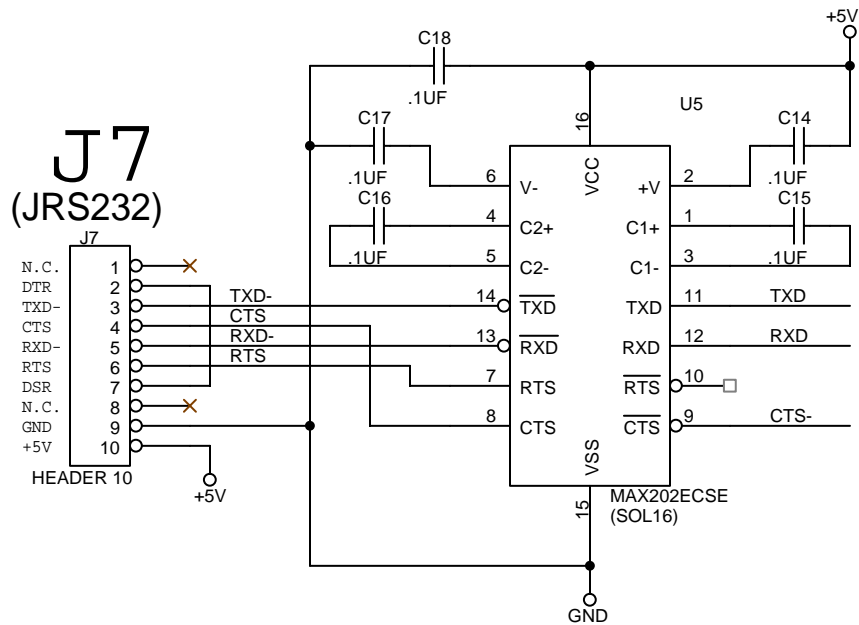 +5V
C18
.1UF
U5
J7
(JRS232)
C17
.1UF
C16
.1UF
C14
.1UF
C15
.1UF
16
VCC
6 V- +V 2
4 C2+ C1+ 1
5 C2- C1- 3
TXD- 14 TXD TXD 11 TXD
RXD- 13 RXD RXD 12 RXD
RTS 7 RTS RTS 10
CTS 8 CTS CTS 9 CTS-
VSS
15
MAX202ECSE
(SOL16)
GND
J7
N.C. 1
DTR 2
TXD- 3
CTS 4
RXD- 5
RTS 6
DSR 7
N.C. 8
GND 9
+5V 10
HEADER 10
+5V